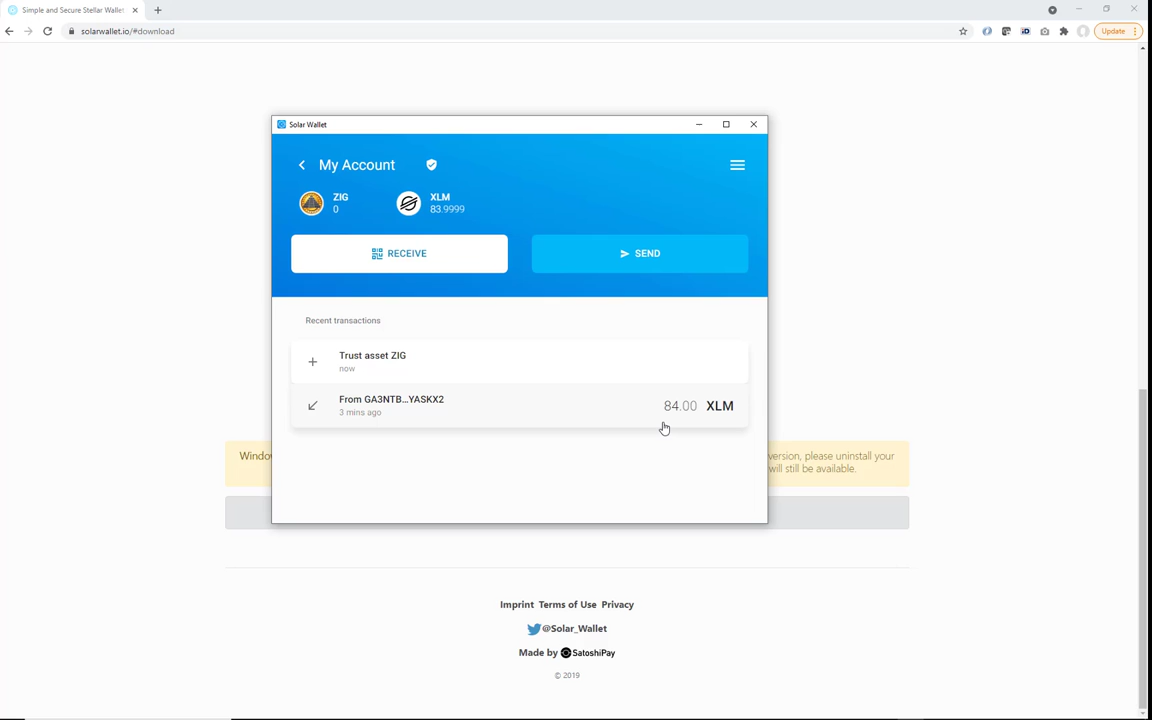 Simple and Secure Stellar Walle
solarwallet.io/#download
Update
Solar Wallet
My Account
ZIG
0
XLM
83.9999
RECEIVE
SEND
Recent transactions
Trust asset ZIG
now
From GA3NTB…YASKX2
3 mins ago
84.00 XLM
Window
version, please uninstall your
will still be available.
Imprint Terms of Use Privacy
@Solar_Wallet
Made by SatoshiPay
© 2019